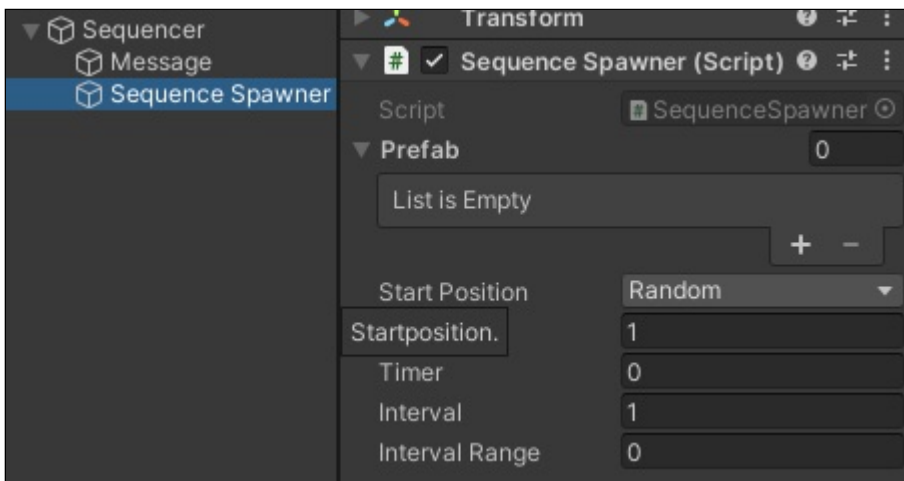 Sequencer
Message
Sequence Spawner
Transform
# Sequence Spawner (Script)
Script # SequenceSpawner
Prefab 0
List is Empty
+ −
Start Position Random
Startposition. 1
Timer 0
Interval 1
Interval Range 0